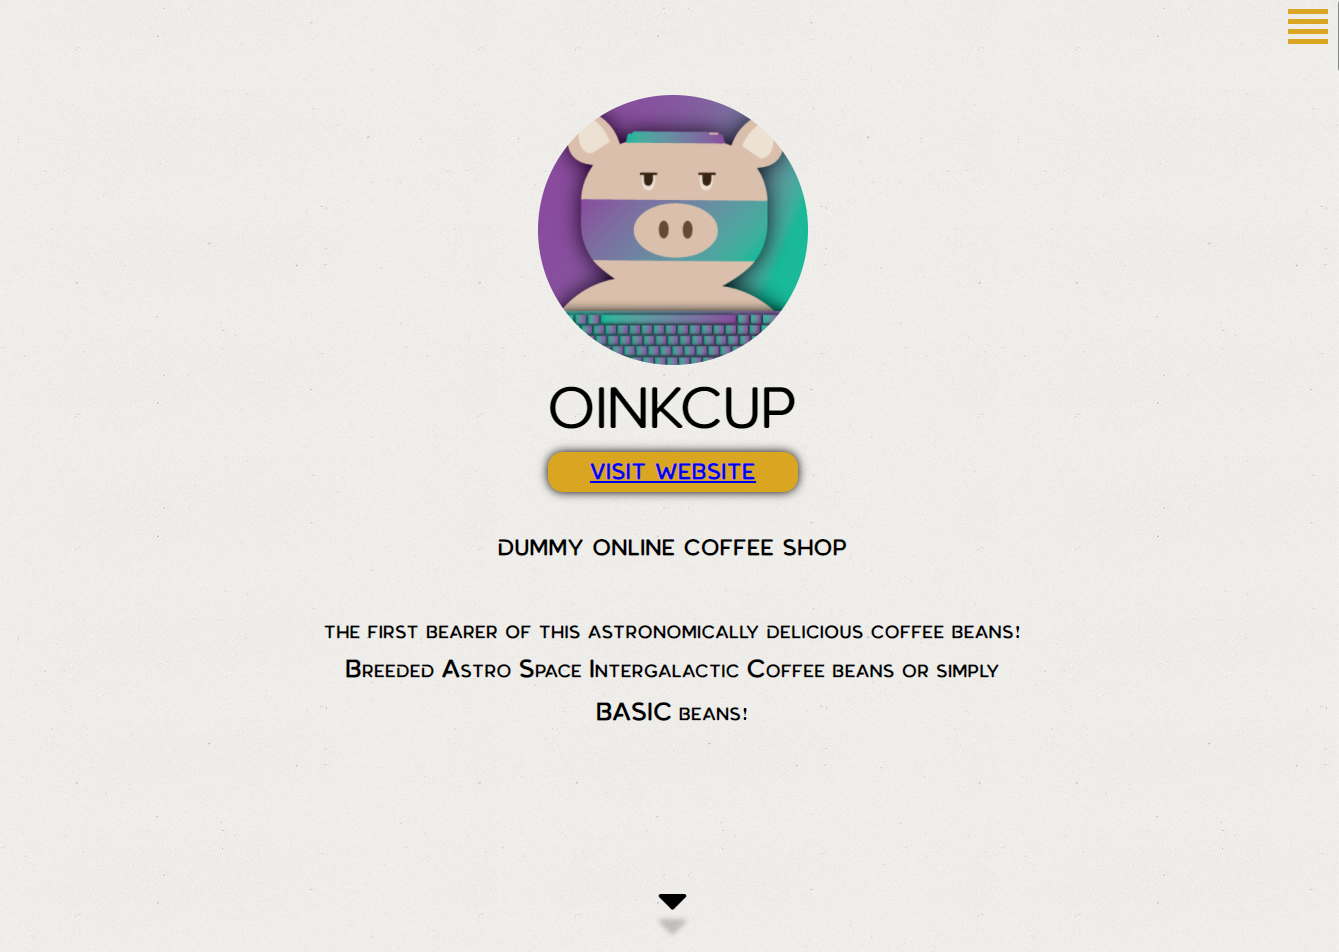 OINKCUP
VISIT WEBSITE
DUMMY ONLINE COFFEE SHOP
THE FIRST BEARER OF THIS ASTRONOMICALLY DELICIOUS COFFEE BEANS!
BREEDED ASTRO SPACE INTERGALACTIC COFFEE BEANS OR SIMPLY
BASIC BEANS!